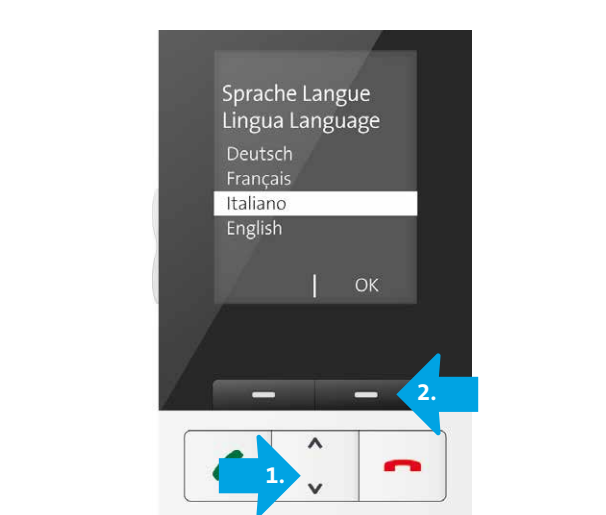 Sprache Langue
Lingua Language
Deutsch
Français
Italiano
English
OK
2.
1.